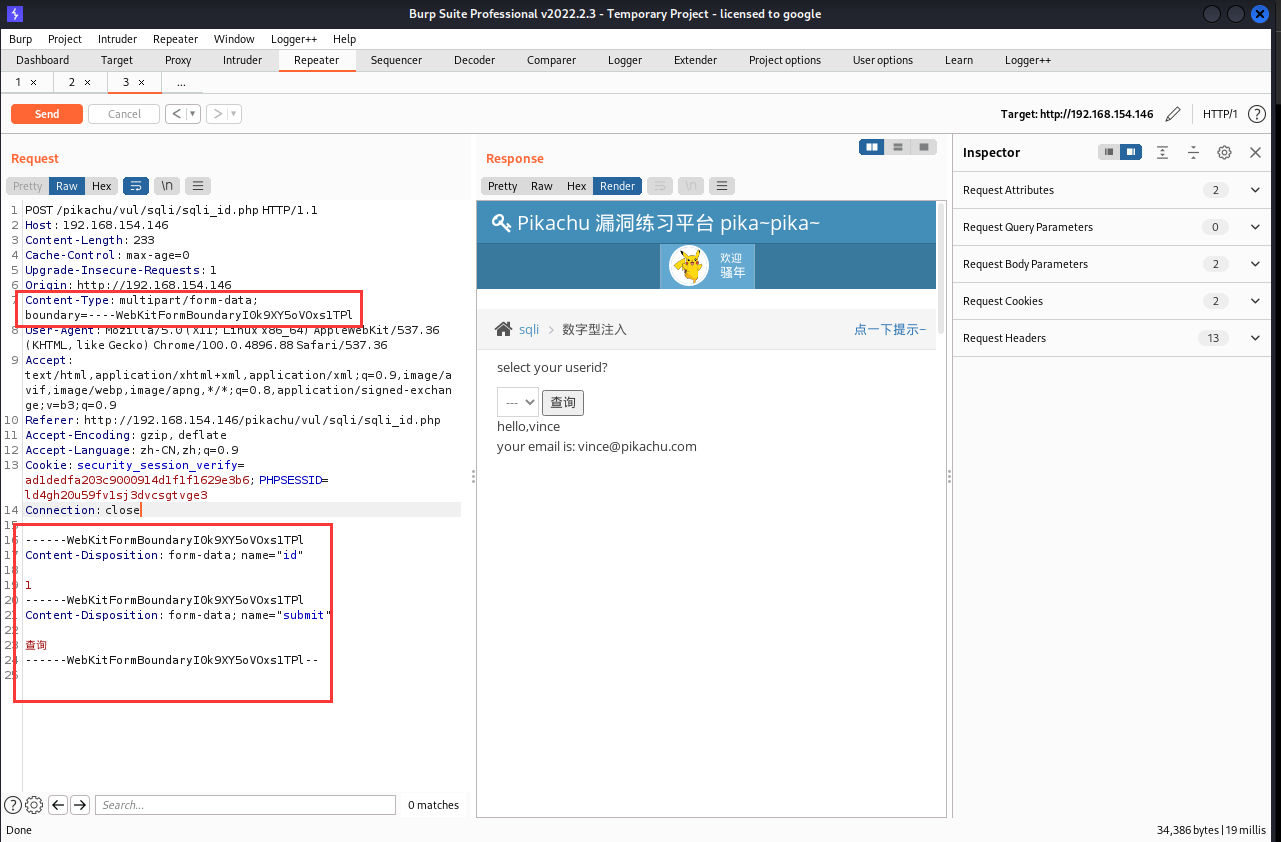 Burp Suite Professional v2022.2.3 - Temporary Project - licensed to google
Burp Project Intruder Repeater Window Logger++ Help
Dashboard Target Proxy Intruder Repeater Sequencer Decoder Comparer Logger Extender Project options User options Learn Logger++
1 × 2 × 3 × ...
Send Cancel < ▾ > ▾ Target: http://192.168.154.146 HTTP/1 ?
Request
Pretty Raw Hex \n
1 POST /pikachu/vul/sqli/sqli_id.php HTTP/1.1
2 Host: 192.168.154.146
3 Content-Length: 233
4 Cache-Control: max-age=0
5 Upgrade-Insecure-Requests: 1
6 Origin: http://192.168.154.146
7 Content-Type: multipart/form-data;
boundary=----WebKitFormBoundaryI0k9XY5oVOxs1TPl
8 User-Agent: Mozilla/5.0 (X11; Linux x86_64) AppleWebKit/537.36
(KHTML, like Gecko) Chrome/100.0.4896.88 Safari/537.36
9 Accept:
text/html,application/xhtml+xml,application/xml;q=0.9,image/a
vif,image/webp,image/apng,*/*;q=0.8,application/signed-exchan
ge;v=b3;q=0.9
10 Referer: http://192.168.154.146/pikachu/vul/sqli/sqli_id.php
11 Accept-Encoding: gzip, deflate
12 Accept-Language: zh-CN,zh;q=0.9
13 Cookie: security_session_verify=
ad1dedfa203c9000914d1f1f1629e3b6; PHPSESSID=
ld4gh20u59fv1sj3dvcsgtvge3
14 Connection: close
15
16 ------WebKitFormBoundaryI0k9XY5oVOxs1TPl
17 Content-Disposition: form-data; name="id"
18
19 1
20 ------WebKitFormBoundaryI0k9XY5oVOxs1TPl
21 Content-Disposition: form-data; name="submit"
22
23 查询
24 ------WebKitFormBoundaryI0k9XY5oVOxs1TPl--
25
? Search... 0 matches
Response
Pretty Raw Hex Render \n
Pikachu 漏洞练习平台 pika~pika~
欢迎
骚年
sqli > 数字型注入 点一下提示~
select your userid?
--- 查询
hello,vince
your email is: vince@pikachu.com
Inspector
Request Attributes 2
Request Query Parameters 0
Request Body Parameters 2
Request Cookies 2
Request Headers 13
Done 34,386 bytes | 19 millis